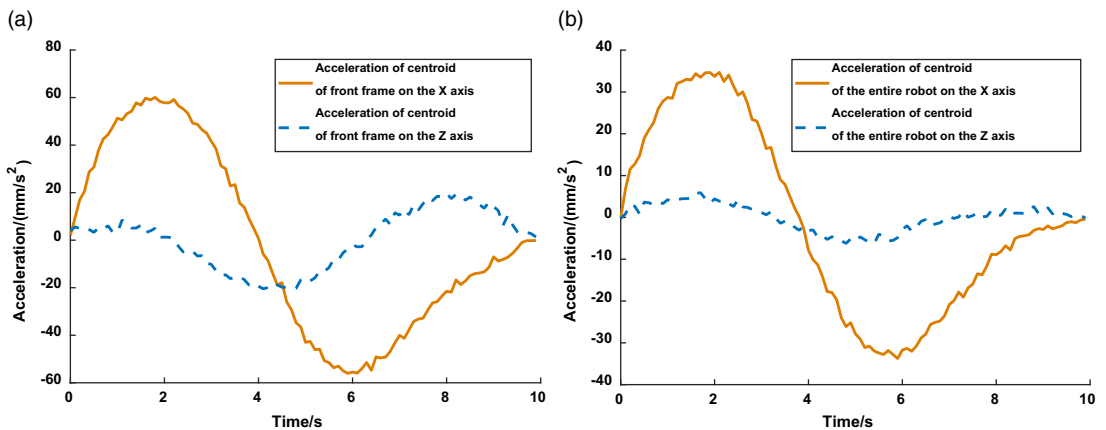 (a)
80
60
40
20
0
-20
-40
-60
0
2
4
6
8
10
Acceleration/(mm/s²)
Time/s
Acceleration of centroid
of front frame on the X axis
Acceleration of centroid
of front frame on the Z axis
(b)
40
30
20
10
0
-10
-20
-30
-40
0
2
4
6
8
10
Acceleration/(mm/s²)
Time/s
Acceleration of centroid
of the entire robot on the X axis
Acceleration of centroid
of the entire robot on the Z axis